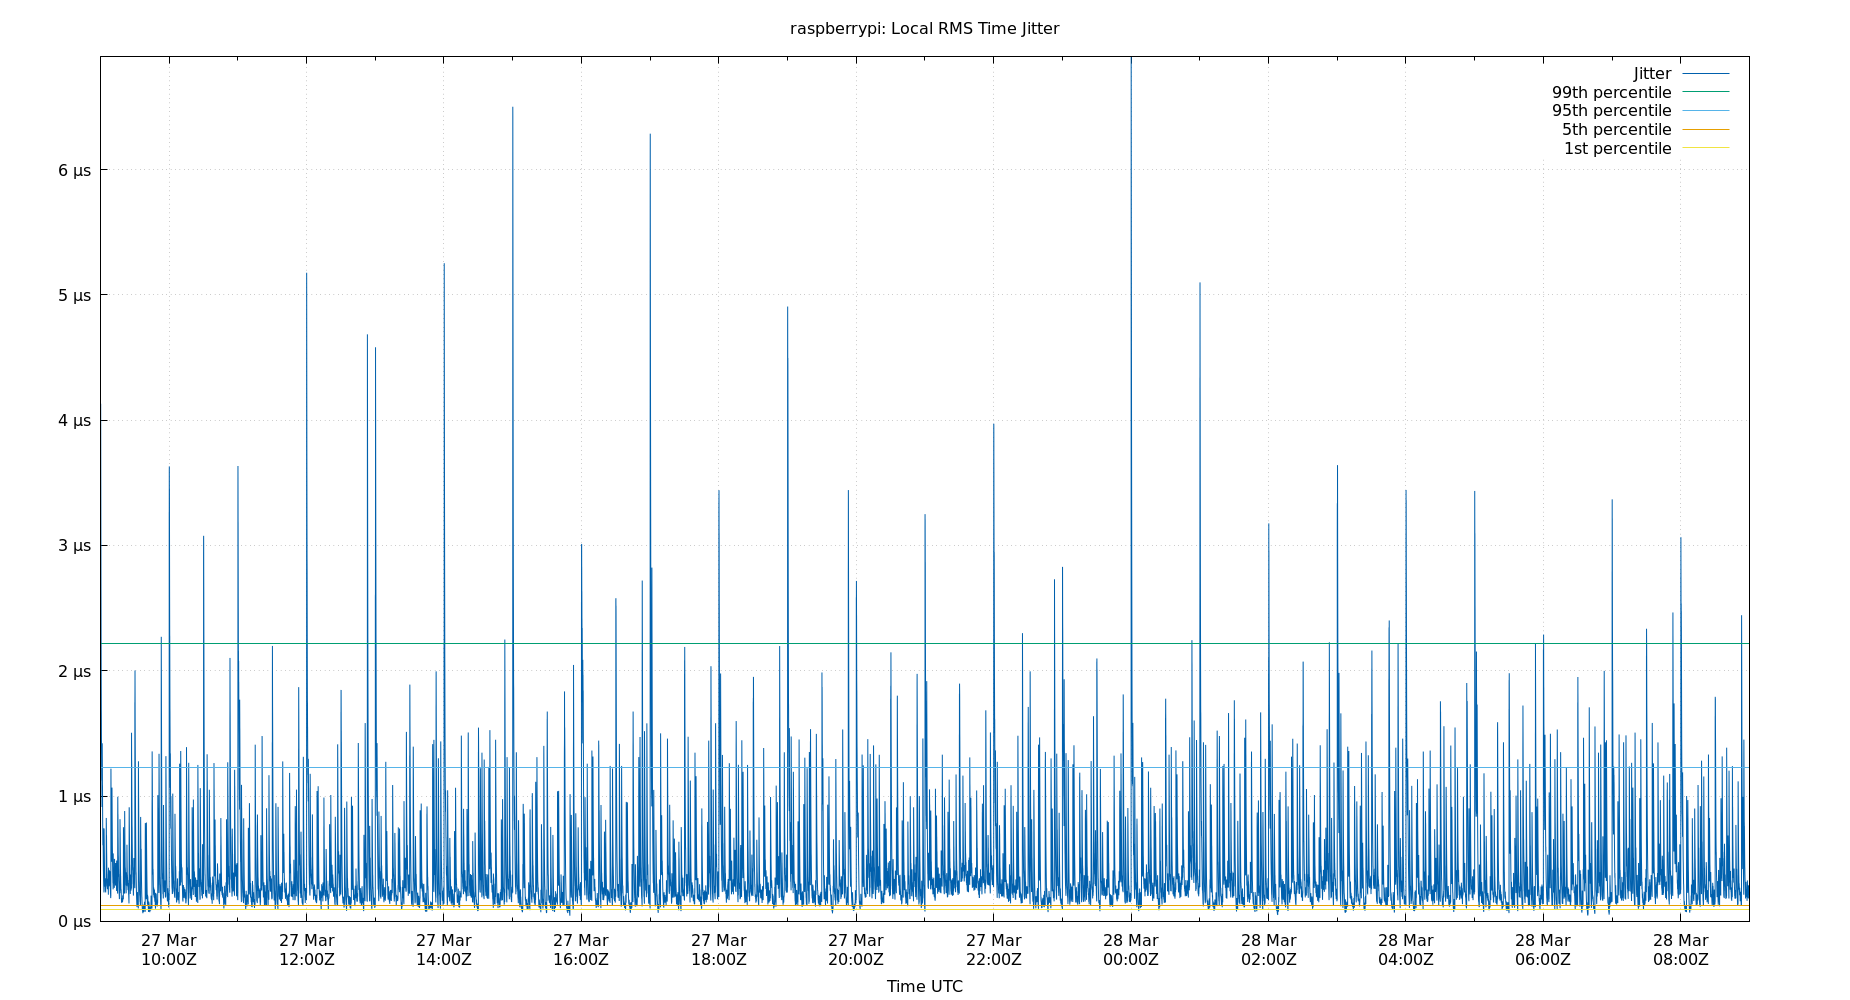 raspberrypi: Local RMS Time Jitter
Jitter
99th percentile
95th percentile
5th percentile
1st percentile
6 µs
5 µs
4 µs
3 µs
2 µs
1 µs
0 µs
27 Mar 27 Mar 27 Mar 27 Mar 27 Mar 27 Mar 27 Mar 28 Mar 28 Mar 28 Mar 28 Mar 28 Mar
10:00Z 12:00Z 14:00Z 16:00Z 18:00Z 20:00Z 22:00Z 00:00Z 02:00Z 04:00Z 06:00Z 08:00Z
Time UTC